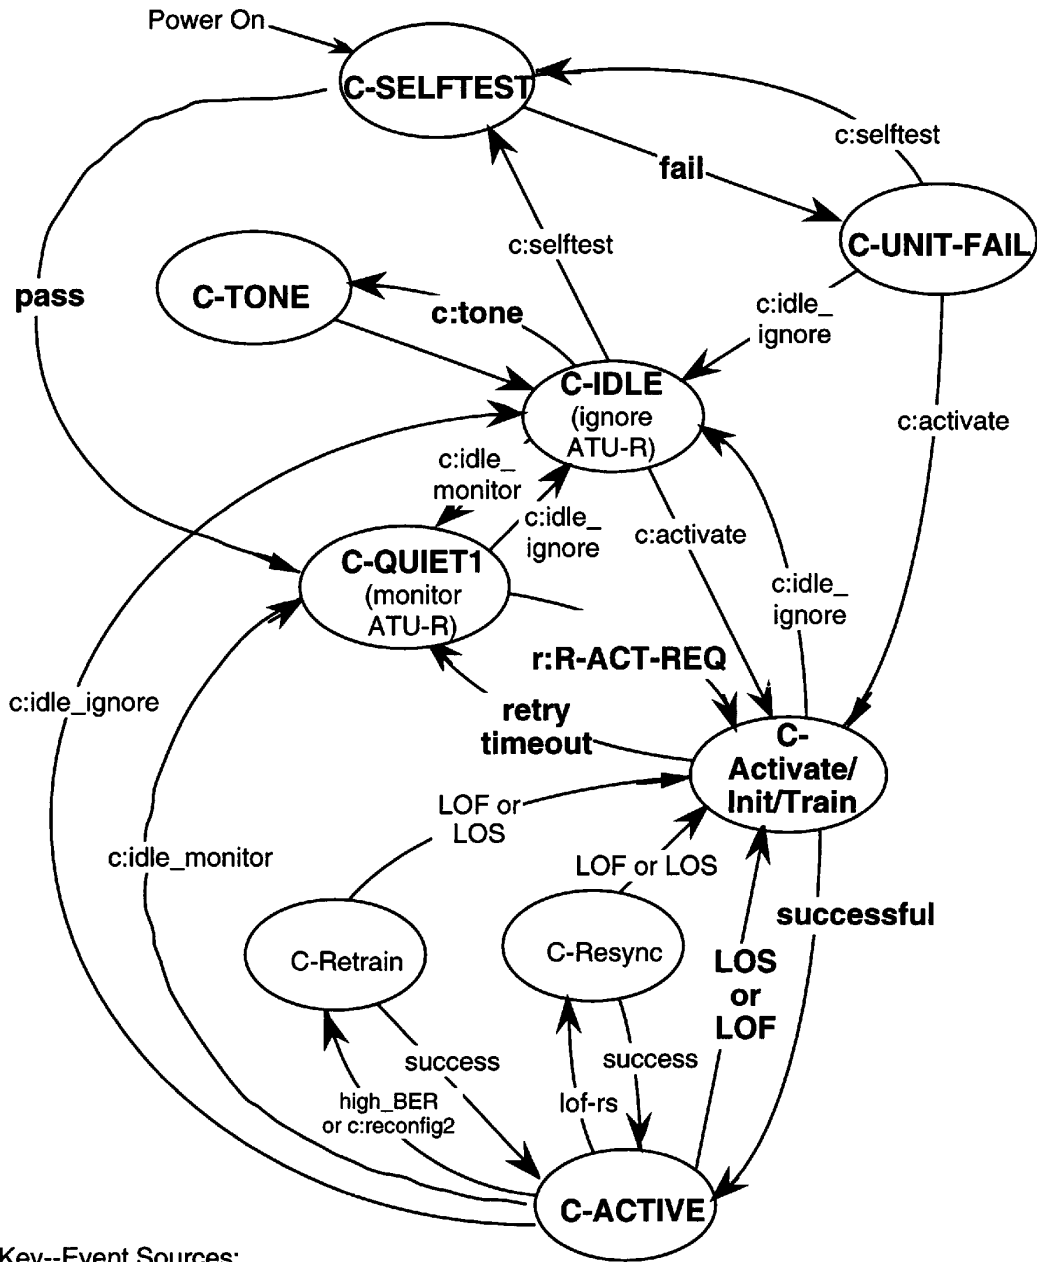 Power On
C-SELFTEST
c:selftest
fail
c:selftest
C-UNIT-FAIL
pass
C-TONE
c:tone
c:idle_
ignore
C-IDLE
(ignore
ATU-R)
c:activate
c:idle_
monitor
c:idle_
ignore
c:activate
C-QUIET1
(monitor
ATU-R)
c:idle_
ignore
r:R-ACT-REQ
c:idle_ignore
retry
timeout
C-
Activate/
Init/Train
LOF or
LOS
c:idle_monitor
LOF or LOS
successful
C-Retrain
C-Resync
LOS
or
LOF
success
success
high_BER
or c:reconfig2
lof-rs
C-ACTIVE
Key--Event Sources: